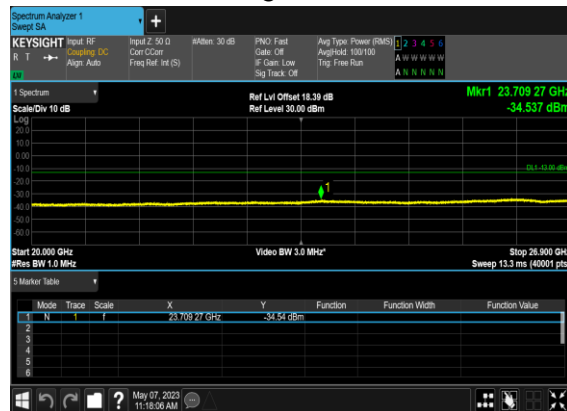 Spectrum Analyzer 1
Swept SA
KEYSIGHT Input: RF Input Z: 50 Ω #Atten: 30 dB PNO: Fast Avg Type: Power (RMS) 1 2 3 4 5 6
R T Coupling: DC Corr CCorr Gate: Off Avg|Hold: 100/100 A W W W W W
Align: Auto Freq Ref: Int (S) IF Gain: Low Trig: Free Run
LW Sig Track: Off A N N N N N
1 Spectrum Ref Lvl Offset 18.39 dB Mkr1 23.709 27 GHz
Scale/Div 10 dB Ref Level 30.00 dBm -34.537 dBm
Log
20.0
10.0
0.00
-10.0 DL1 -13.00 dBm
-20.0
-30.0 1
-40.0
-50.0
-60.0
Start 20.000 GHz Video BW 3.0 MHz* Stop 26.900 GHz
#Res BW 1.0 MHz Sweep 13.3 ms (40001 pts)
5 Marker Table
Mode Trace Scale X Y Function Function Width Function Value
1 N 1 f 23.709 27 GHz -34.54 dBm
2
3
4
5
6
? May 07, 2023
11:18:06 AM